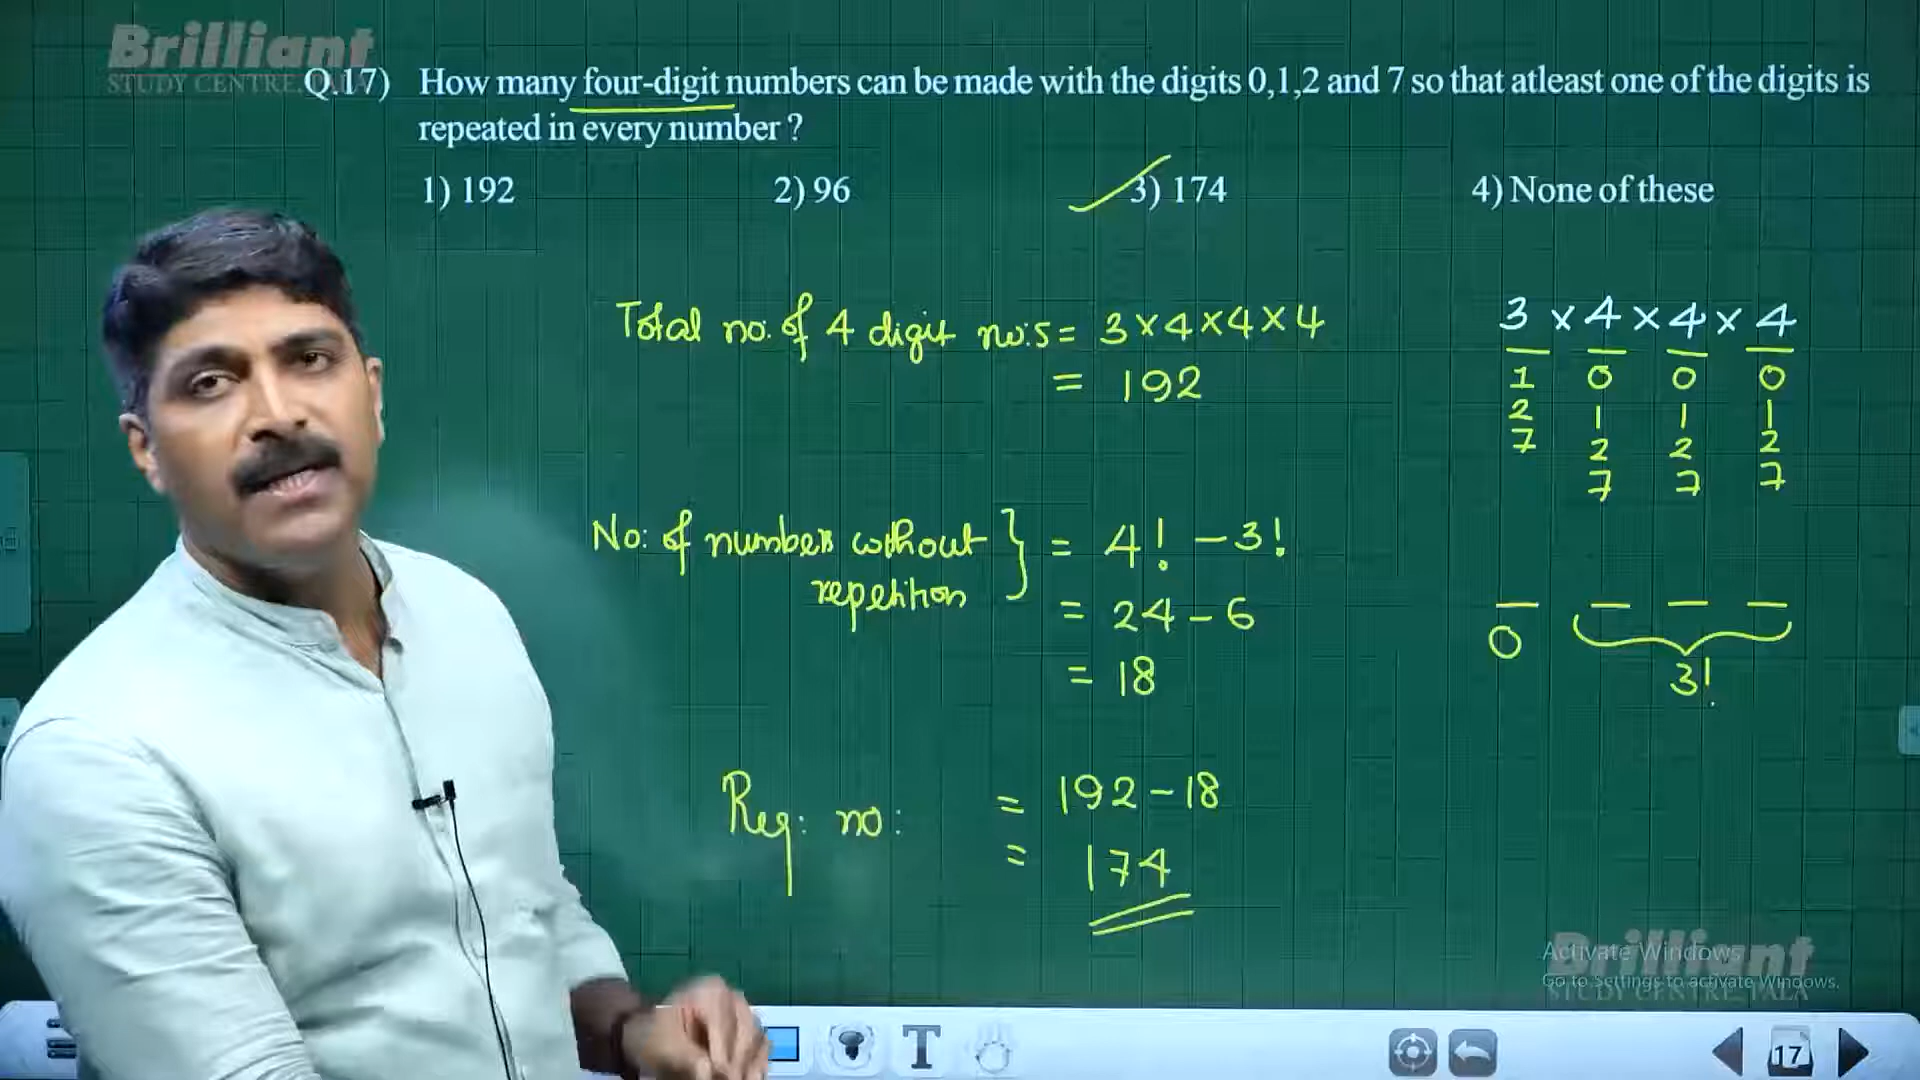 Brilliant
STUDY CENTRE, PALA
Q.17) How many four-digit numbers can be made with the digits 0,1,2 and 7 so that atleast one of the digits is
repeated in every number ?
1) 192 2) 96 3) 174 4) None of these
Total no: of 4 digit no:s = 3 × 4 × 4 × 4
= 192
3 × 4 × 4 × 4
1 0 0 0
2 1 1 1
7 2 2 2
7 7 7
No: of numbers without repetition } = 4! - 3!
= 24 - 6
= 18
0 3!
Req: no: = 192 - 18
= 174
Activate Windows
Go to Settings to activate Windows.
Brilliant
STUDY CENTRE, PALA
T
17